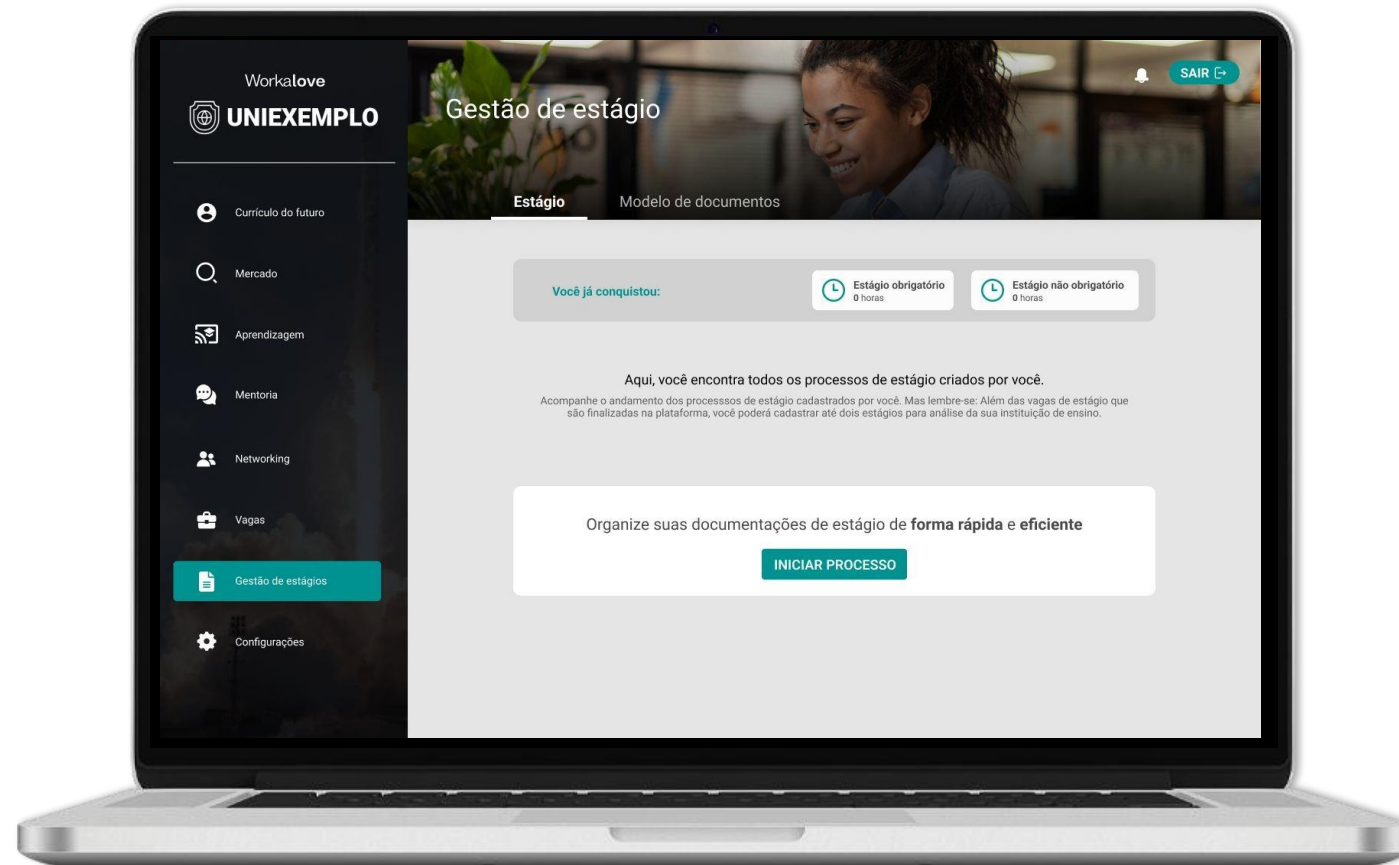 Workalove
UNIEXEMPLO
Currículo do futuro
Mercado
Aprendizagem
Mentoria
Networking
Vagas
Gestão de estágios
Configurações
SAIR
Gestão de estágio
Estágio
Modelo de documentos
Você já conquistou:
Estágio obrigatório
0 horas
Estágio não obrigatório
0 horas
Aqui, você encontra todos os processos de estágio criados por você.
Acompanhe o andamento dos processsos de estágio cadastrados por você. Mas lembre-se: Além das vagas de estágio que
são finalizadas na plataforma, você poderá cadastrar até dois estágios para análise da sua instituição de ensino.
Organize suas documentações de estágio de forma rápida e eficiente
INICIAR PROCESSO